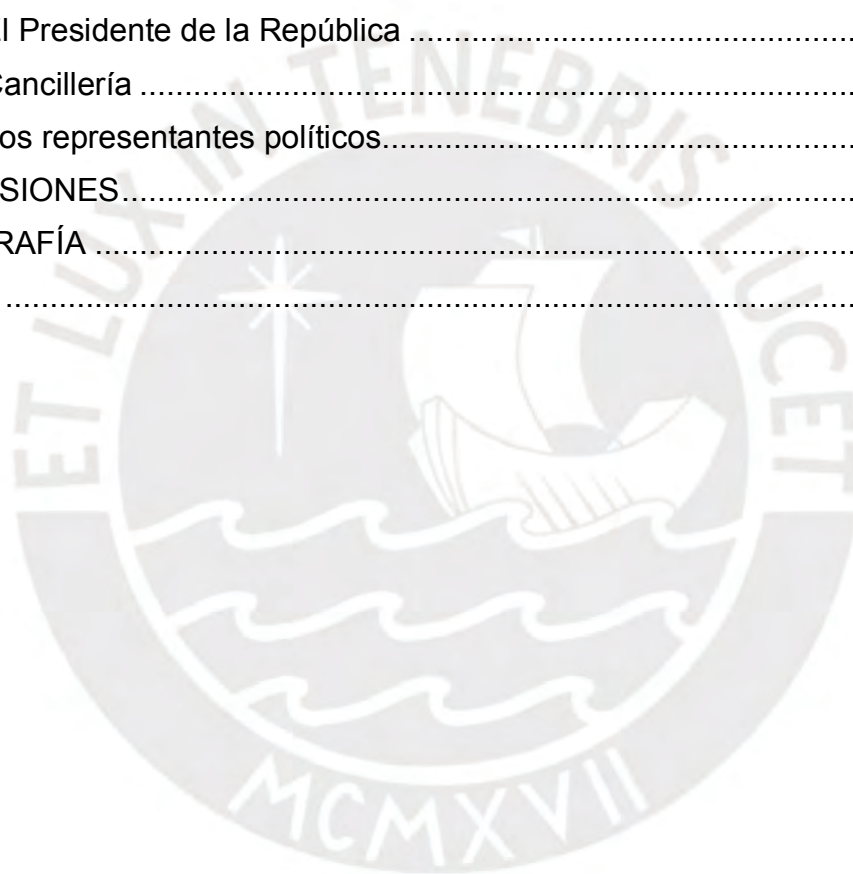 l Presidente de la República ..................................................
Cancillería ..................................................................................
os representantes políticos.....................................................
SIONES..................................................................................
RAFÍA .....................................................................................
...............................................................................................
ET LUX IN TENEBRIS LUCET
MCMXVII